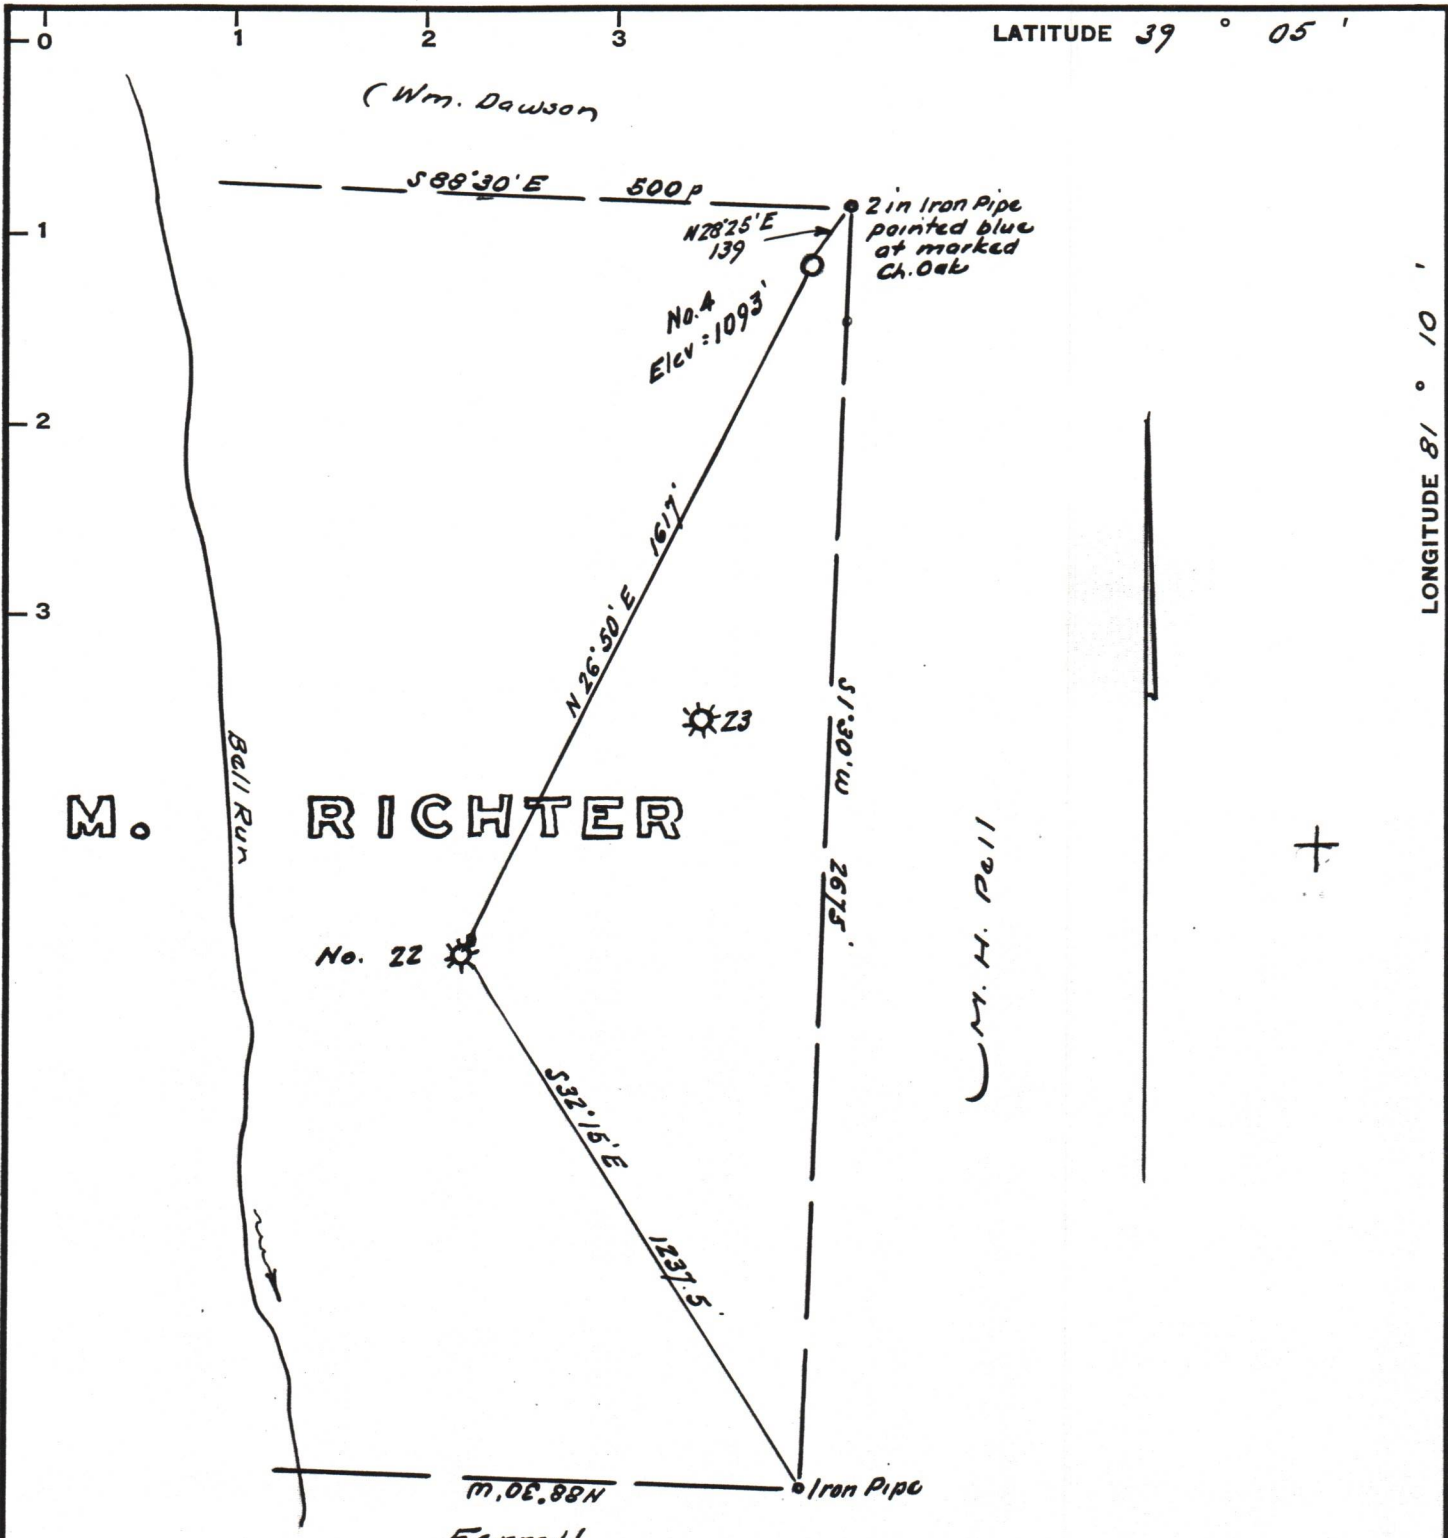 0 1 2 3
LATITUDE 39 ° 05 '
(Wm. Dawson
S88°30'E 500P
2 in Iron Pipe
painted blue
at marked
Ch. Oak
N28°25'E
139
1
No. 4
Elev = 1093'
LONGITUDE 81 ° 10 '
2
1617'
N 26°50' E
3
S1°30'W
2675'
23
Bell Run
M. RICHTER
M. H. Pell
No. 22
S32°15'E
1237.5
N88°30'W
Iron Pipe